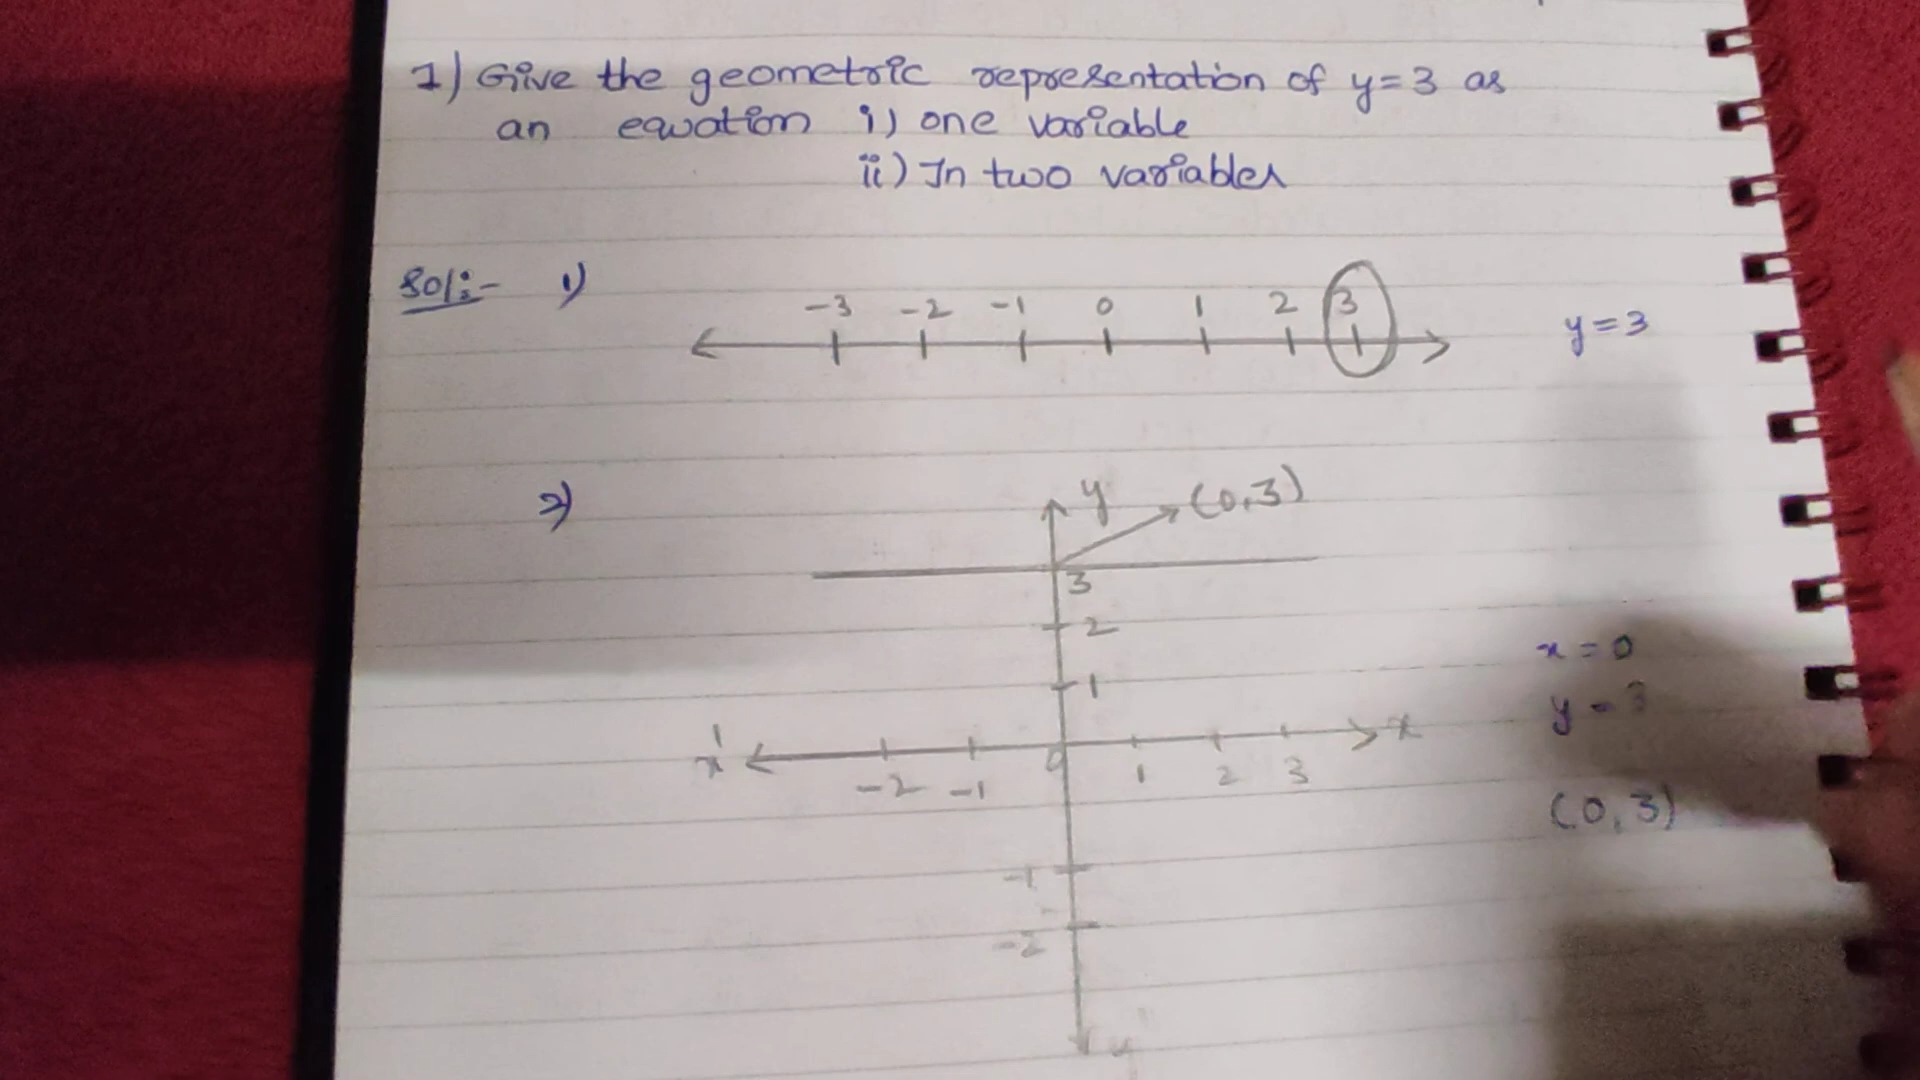 1) Give the geometric representation of y=3 as
an equation i) one variable
ii) In two variables
Sol:- 1)
-3 -2 -1 0 1 2 3
y=3
2)
y (0,3)
3
2
1
x' -2 -1 0 1 2 3 x
-1
-2
x=0
y=3
(0,3)